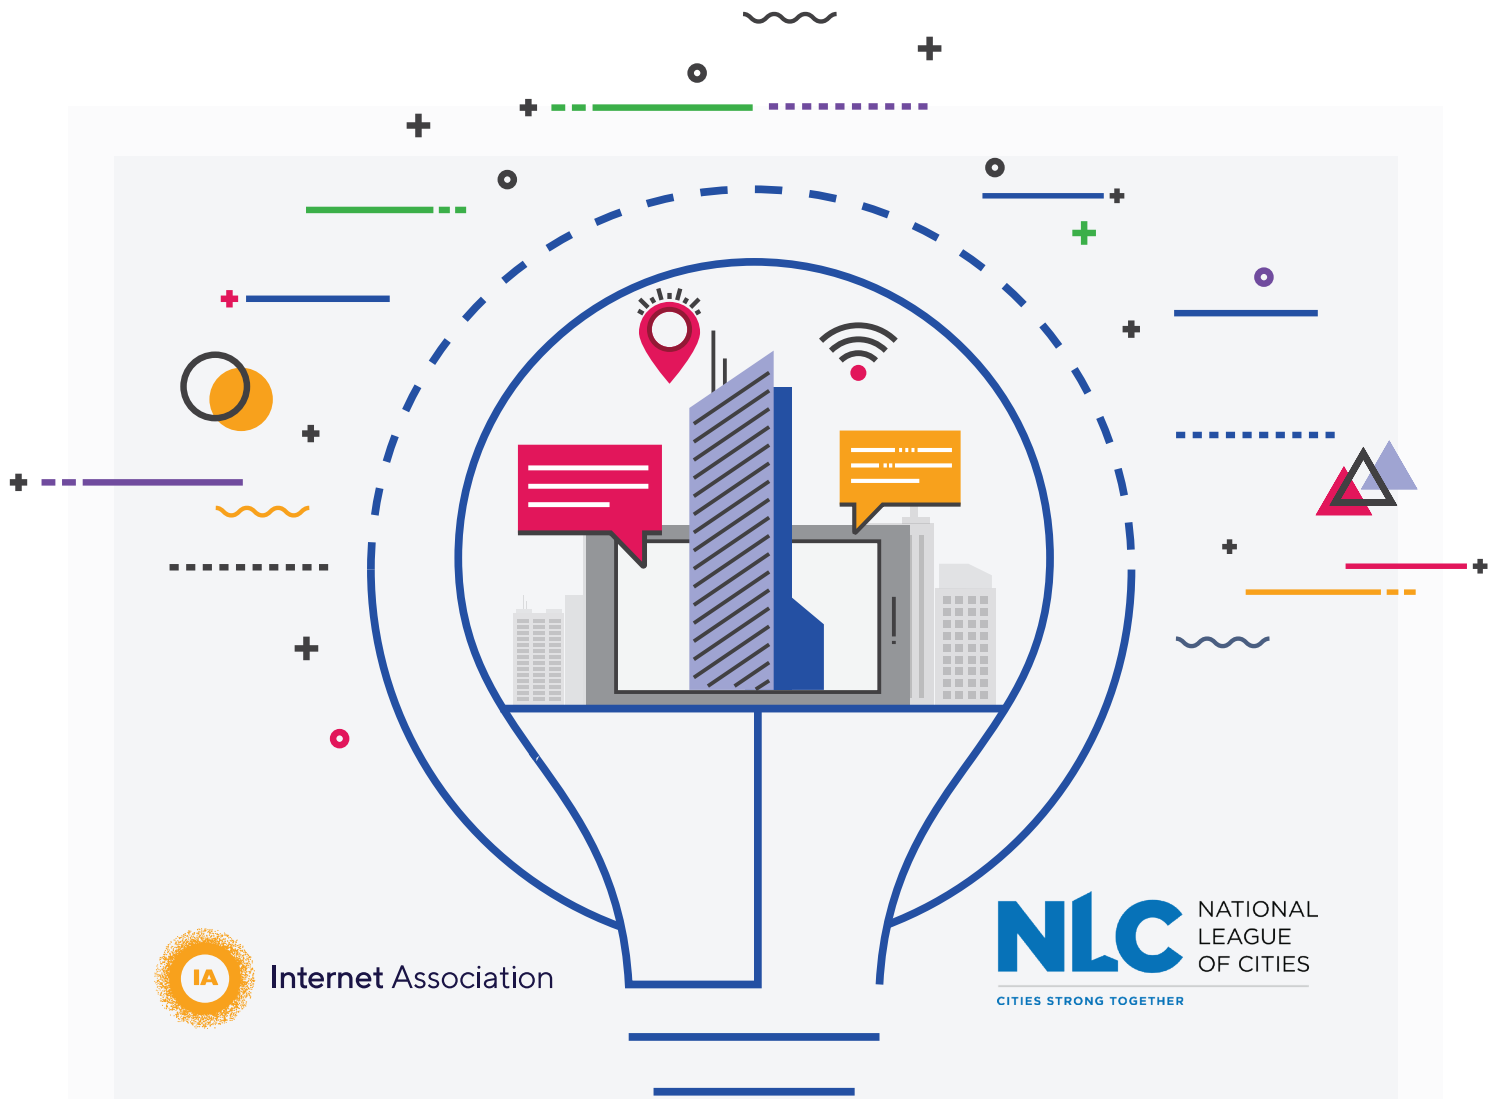 IA
Internet Association
NLC
NATIONAL
LEAGUE
OF CITIES
CITIES STRONG TOGETHER